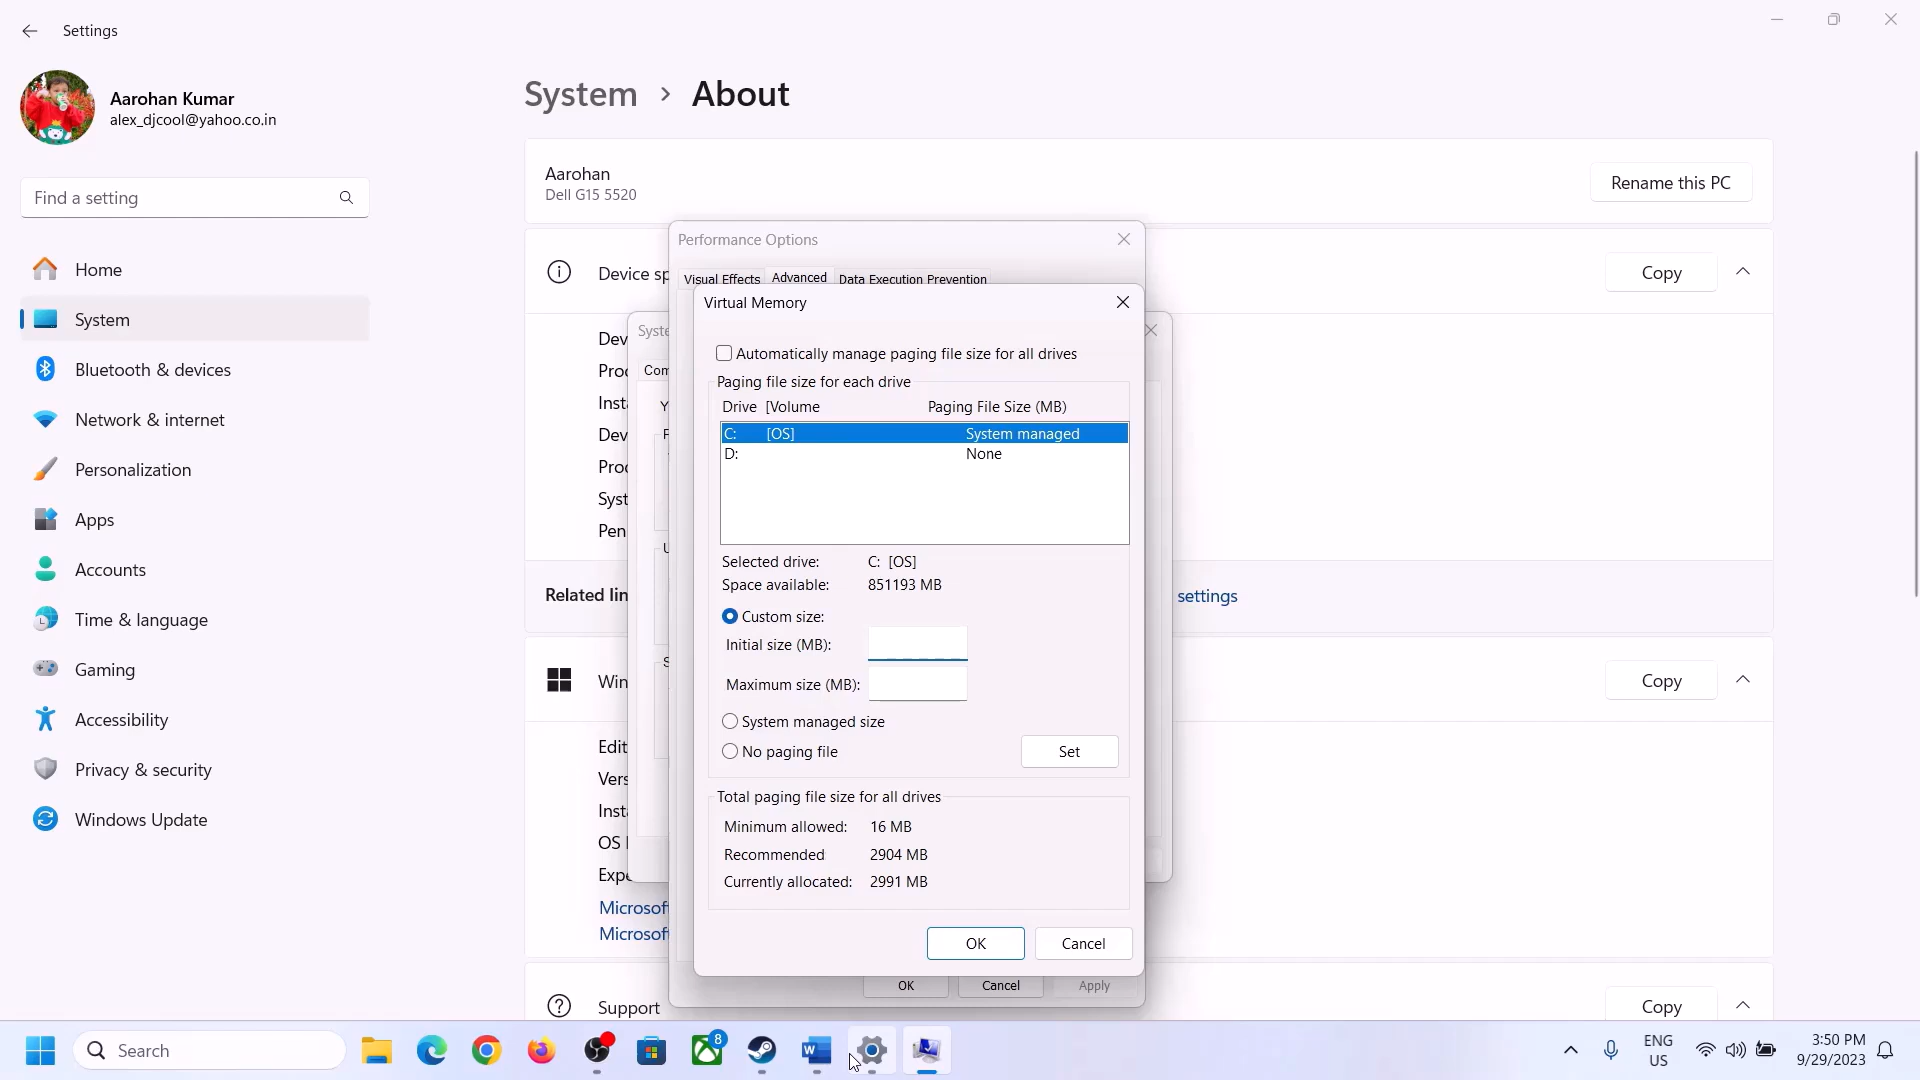 Settings
Aarohan Kumar
alex_djcool@yahoo.co.in
Find a setting
Home
System
Bluetooth & devices
Network & internet
Personalization
Apps
Accounts
Time & language
Gaming
Accessibility
Privacy & security
Windows Update
System > About
Aarohan
Dell G15 5520
Rename this PC
Device sp
Copy
Dev
Proc
Inst
Dev
Proc
Syst
Pen
Related lin
settings
Win
Copy
Edit
Vers
Inst
OS
Expe
Microsof
Microsof
Support
Copy
Syste
Com
Performance Options
Visual Effects Advanced Data Execution Prevention
Virtual Memory
Automatically manage paging file size for all drives
Paging file size for each drive
Drive [Volume Paging File Size (MB)
C: [OS] System managed
D: None
Selected drive: C: [OS]
Space available: 851193 MB
Custom size:
Initial size (MB):
Maximum size (MB):
System managed size
No paging file
Set
Total paging file size for all drives
Minimum allowed: 16 MB
Recommended 2904 MB
Currently allocated: 2991 MB
OK Cancel
OK Cancel Apply
Search
8
ENG
US
3:50 PM
9/29/2023